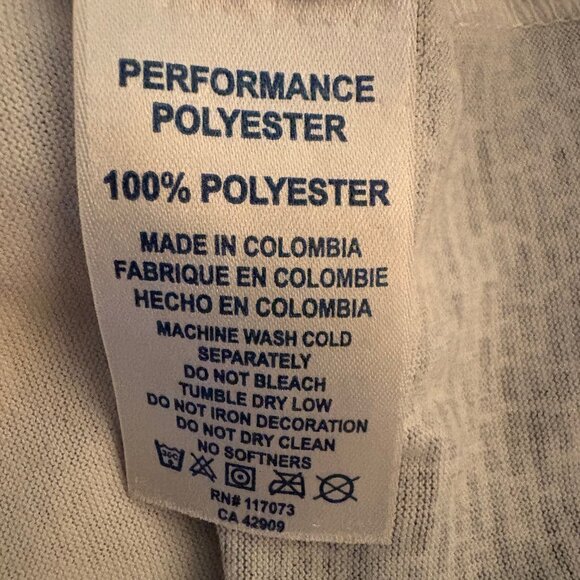 PERFORMANCE
POLYESTER
100% POLYESTER
MADE IN COLOMBIA
FABRIQUE EN COLOMBIE
HECHO EN COLOMBIA
MACHINE WASH COLD
SEPARATELY
DO NOT BLEACH
TUMBLE DRY LOW
DO NOT IRON DECORATION
DO NOT DRY CLEAN
NO SOFTNERS
RN# 117073
CA 42909